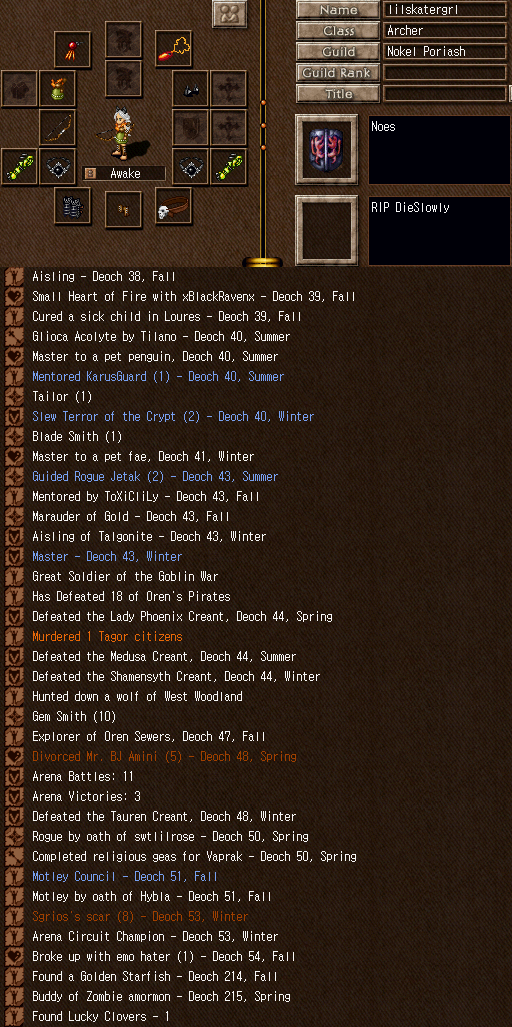 Name
lilskatergrl
Class
Archer
Guild
Nokel Poriash
Guild Rank
Title
Noes
Awake
RIP DieSlowly
Aisling - Deoch 38, Fall
Small Heart of Fire with xBlackRavenx - Deoch 39, Fall
Cured a sick child in Loures - Deoch 39, Fall
Glioca Acolyte by Tilano - Deoch 40, Summer
Master to a pet penguin, Deoch 40, Summer
Mentored KarusGuard (1) - Deoch 40, Summer
Tailor (1)
Slew Terror of the Crypt (2) - Deoch 40, Winter
Blade Smith (1)
Master to a pet fae, Deoch 41, Winter
Guided Rogue Jetak (2) - Deoch 43, Summer
Mentored by ToXiCliLy - Deoch 43, Fall
Marauder of Gold - Deoch 43, Fall
Aisling of Talgonite - Deoch 43, Winter
Master - Deoch 43, Winter
Great Soldier of the Goblin War
Has Defeated 18 of Oren's Pirates
Defeated the Lady Phoenix Creant, Deoch 44, Spring
Murdered 1 Tagor citizens
Defeated the Medusa Creant, Deoch 44, Summer
Defeated the Shamensyth Creant, Deoch 44, Winter
Hunted down a wolf of West Woodland
Gem Smith (10)
Explorer of Oren Sewers, Deoch 47, Fall
Divorced Mr. BJ Amini (5) - Deoch 48, Spring
Arena Battles: 11
Arena Victories: 3
Defeated the Tauren Creant, Deoch 48, Winter
Rogue by oath of swtlilrose - Deoch 50, Spring
Completed religious geas for Vaprak - Deoch 50, Spring
Motley Council - Deoch 51, Fall
Motley by oath of Hybla - Deoch 51, Fall
Sgrios's scar (8) - Deoch 53, Winter
Arena Circuit Champion - Deoch 53, Winter
Broke up with emo hater (1) - Deoch 54, Fall
Found a Golden Starfish - Deoch 214, Fall
Buddy of Zombie amormon - Deoch 215, Spring
Found Lucky Clovers - 1